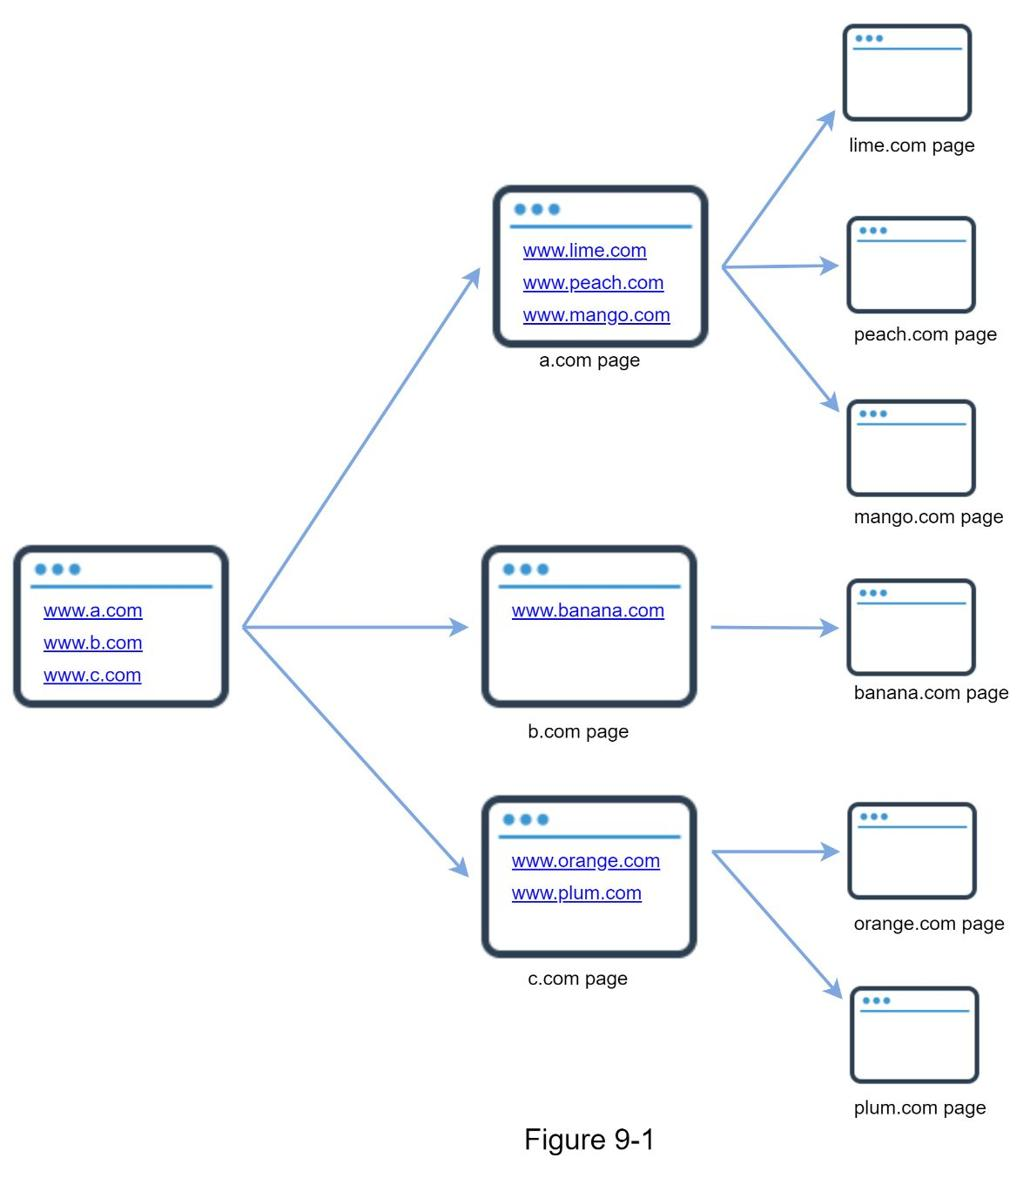 lime.com page
www.lime.com
www.peach.com
www.mango.com
a.com page
peach.com page
mango.com page
www.a.com
www.b.com
www.c.com
www.banana.com
b.com page
banana.com page
www.orange.com
www.plum.com
c.com page
orange.com page
plum.com page
Figure 9-1